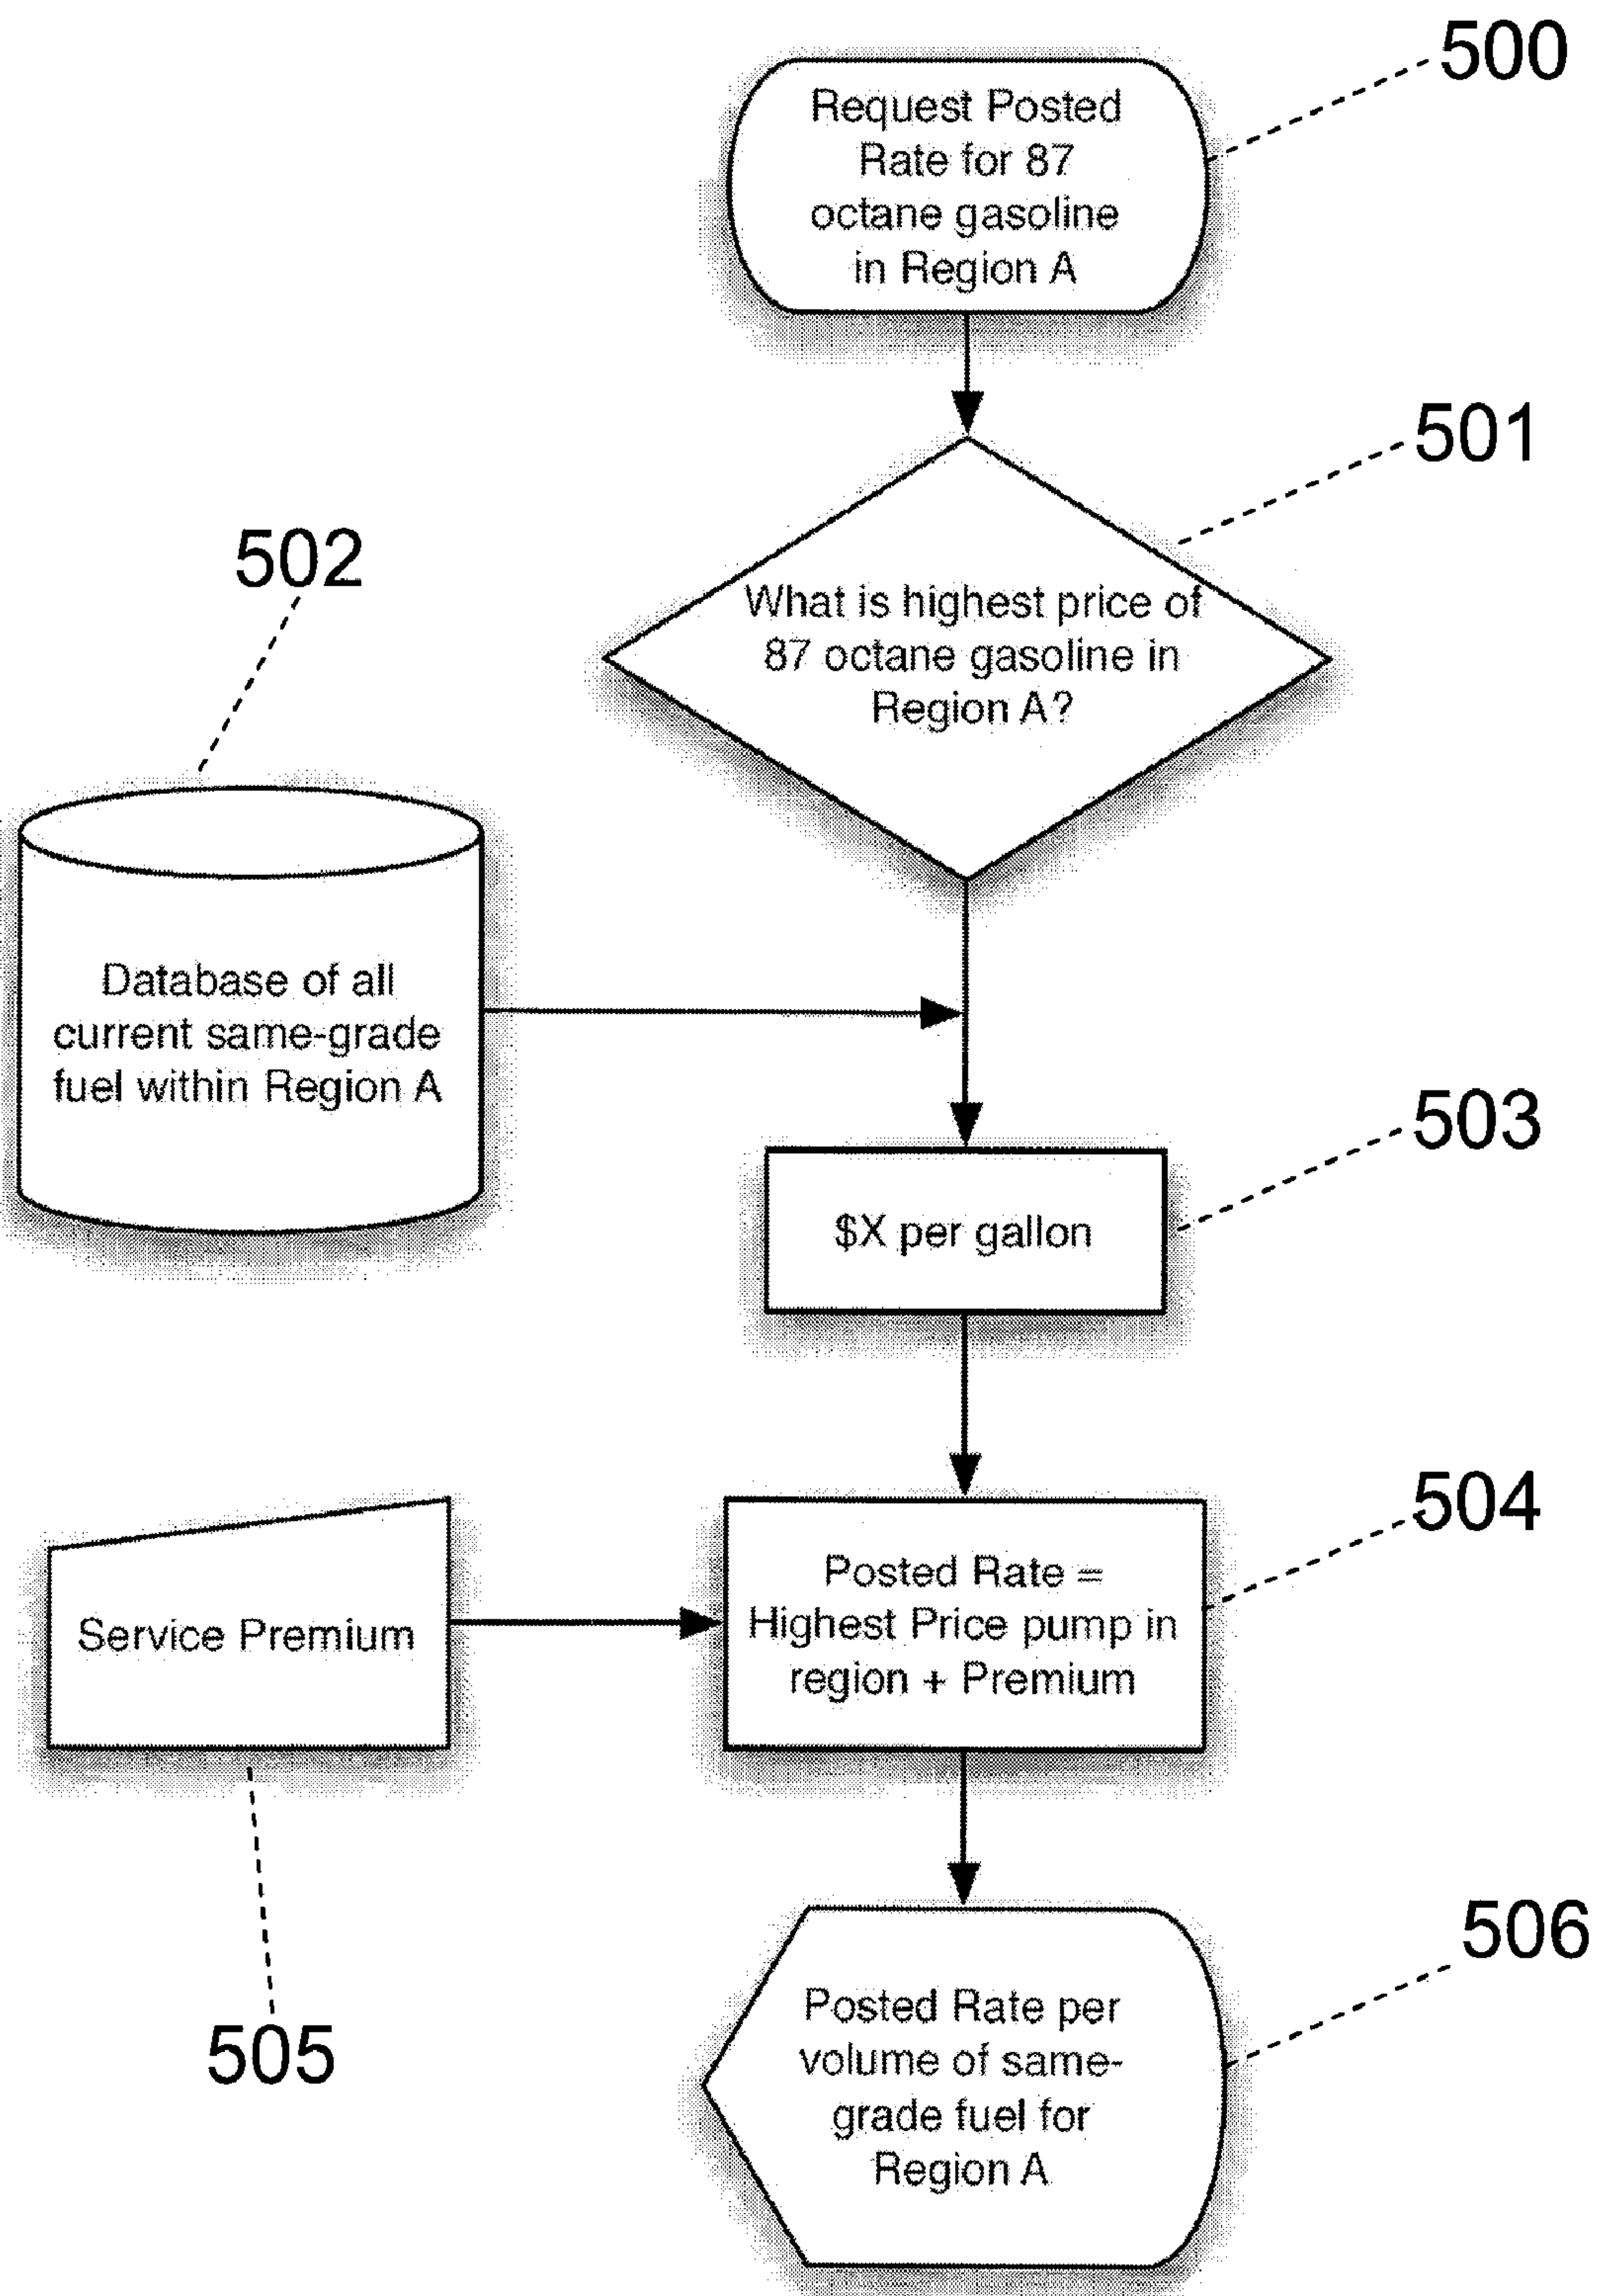 500
Request Posted
Rate for 87
octane gasoline
in Region A
501
What is highest price of
87 octane gasoline in
Region A?
502
Database of all
current same-grade
fuel within Region A
503
$X per gallon
504
Posted Rate =
Highest Price pump in
region + Premium
Service Premium
505
506
Posted Rate per
volume of same-
grade fuel for
Region A